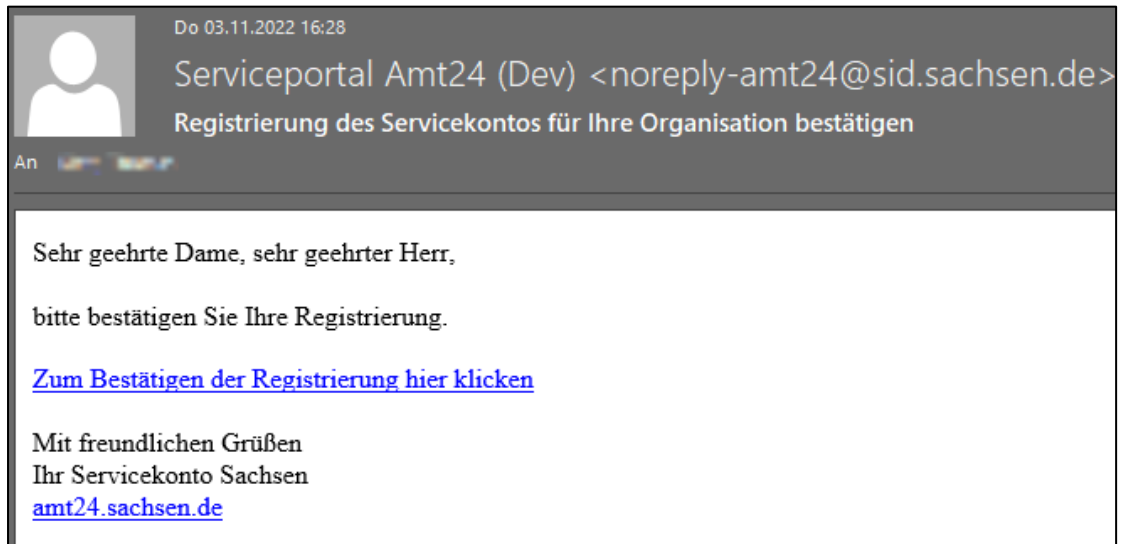 Do 03.11.2022 16:28
Serviceportal Amt24 (Dev) <noreply-amt24@sid.sachsen.de>
Registrierung des Servicekontos für Ihre Organisation bestätigen
An
Sehr geehrte Dame, sehr geehrter Herr,
bitte bestätigen Sie Ihre Registrierung.
Zum Bestätigen der Registrierung hier klicken
Mit freundlichen Grüßen
Ihr Servicekonto Sachsen
amt24.sachsen.de